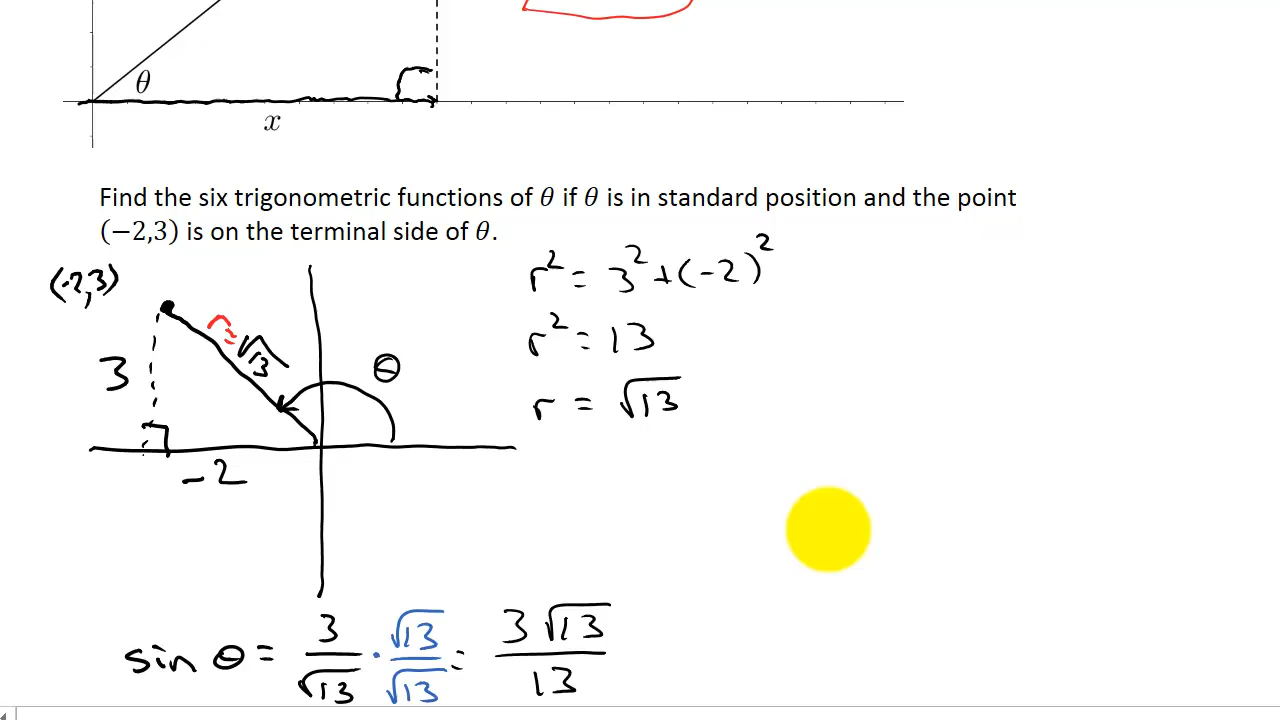 θ
x
Find the six trigonometric functions of θ if θ is in standard position and the point
(−2,3) is on the terminal side of θ.
(-2,3)
r² = 3² + (-2)²
r = √13
r² = 13
3
θ
r = √13
-2
sin θ = 3/√13 · √13/√13 = 3√13/13